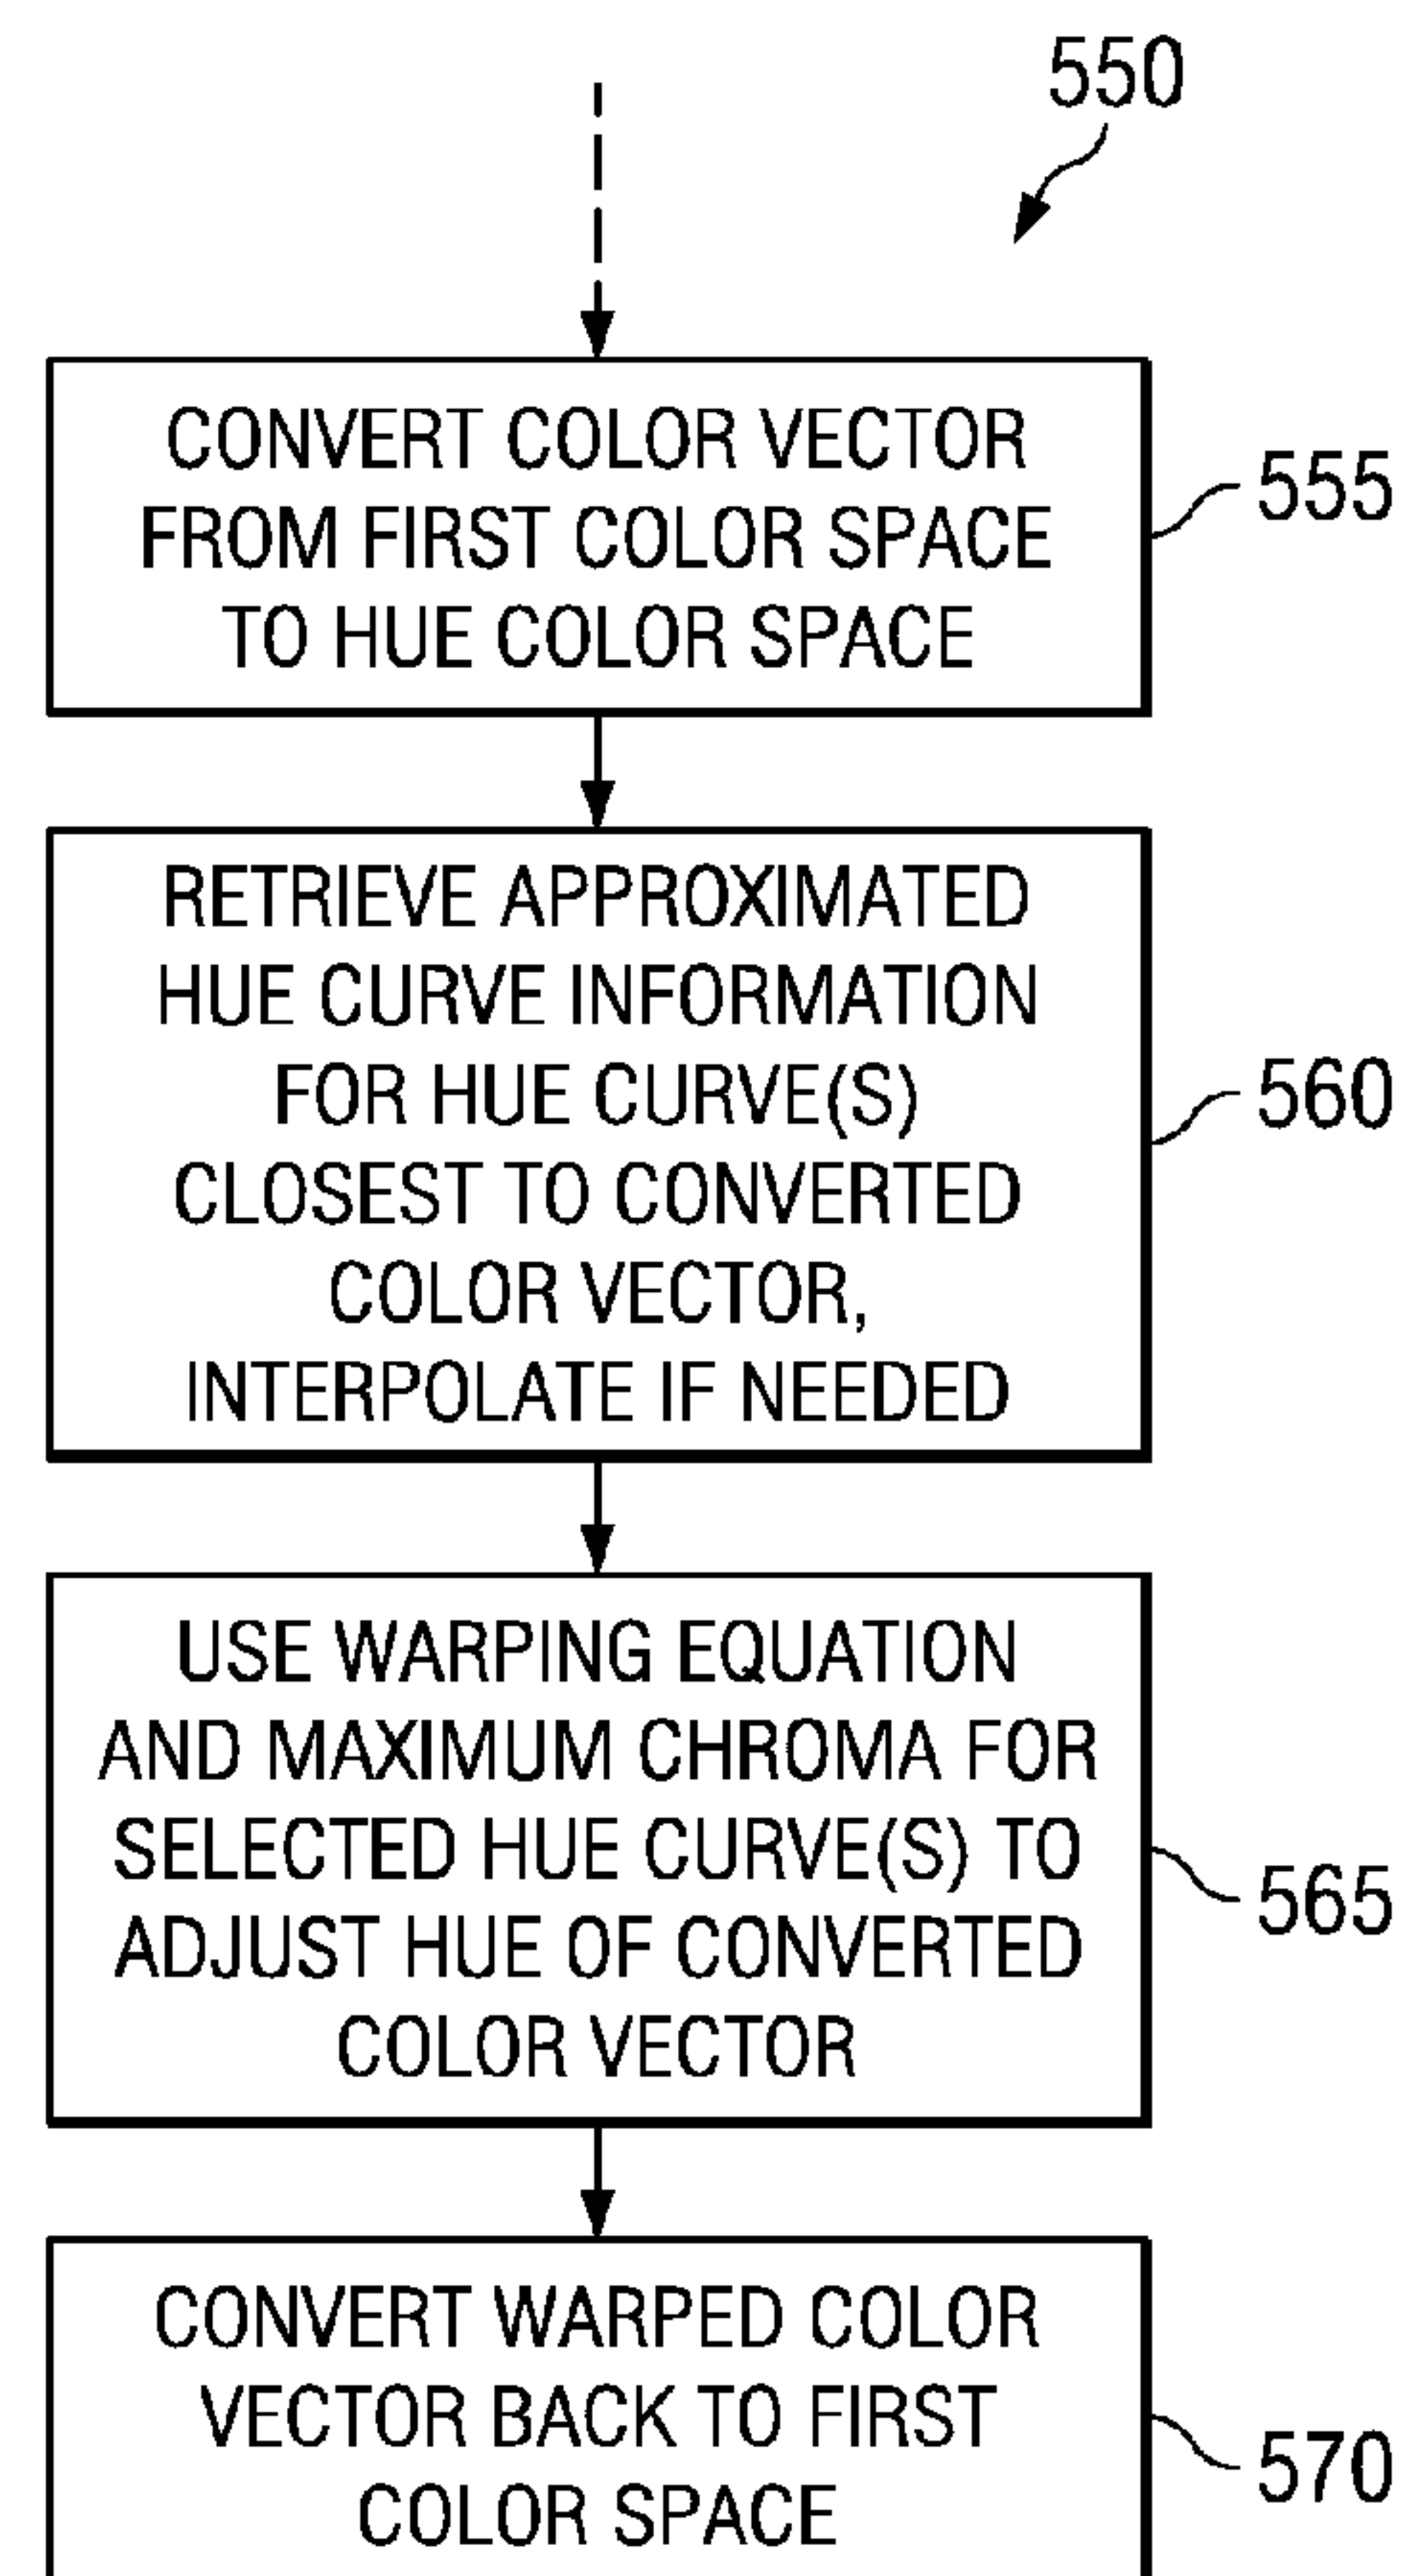 550
CONVERT COLOR VECTOR
FROM FIRST COLOR SPACE
TO HUE COLOR SPACE
555
RETRIEVE APPROXIMATED
HUE CURVE INFORMATION
FOR HUE CURVE(S)
CLOSEST TO CONVERTED
COLOR VECTOR,
INTERPOLATE IF NEEDED
560
USE WARPING EQUATION
AND MAXIMUM CHROMA FOR
SELECTED HUE CURVE(S) TO
ADJUST HUE OF CONVERTED
COLOR VECTOR
565
CONVERT WARPED COLOR
VECTOR BACK TO FIRST
COLOR SPACE
570